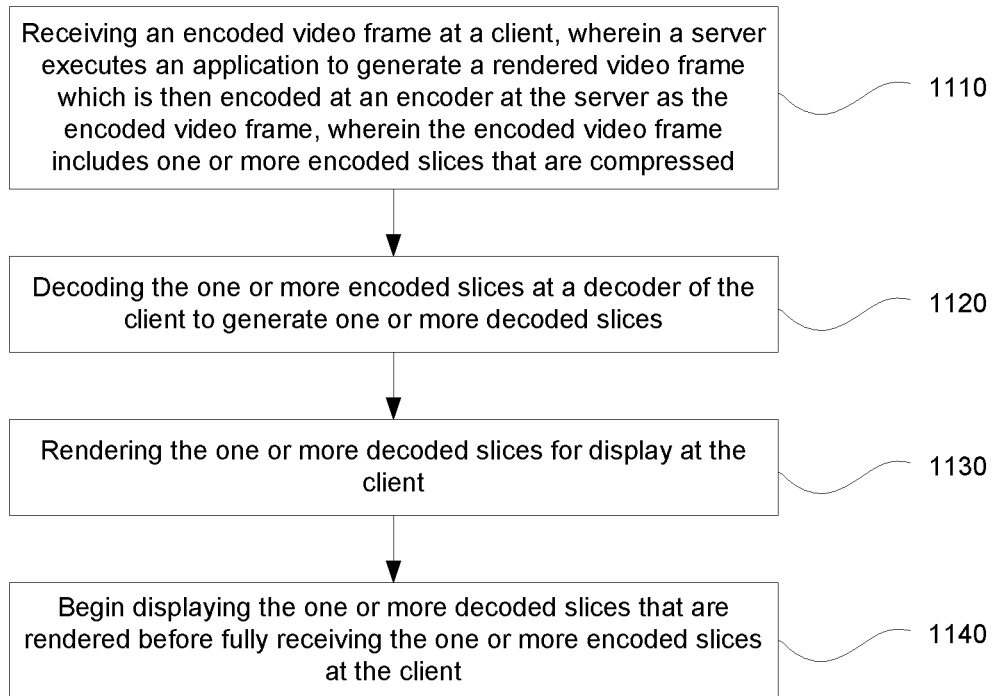 Receiving an encoded video frame at a client, wherein a server
executes an application to generate a rendered video frame
which is then encoded at an encoder at the server as the
encoded video frame, wherein the encoded video frame
includes one or more encoded slices that are compressed
1110
Decoding the one or more encoded slices at a decoder of the
client to generate one or more decoded slices
1120
Rendering the one or more decoded slices for display at the
client
1130
Begin displaying the one or more decoded slices that are
rendered before fully receiving the one or more encoded slices
at the client
1140